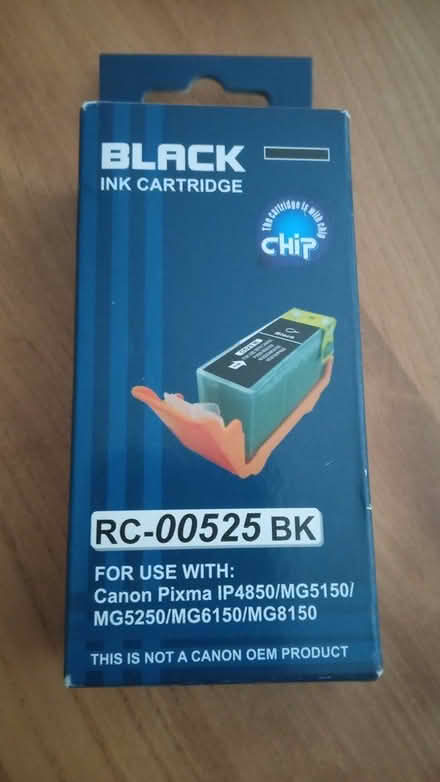 BLACK
INK CARTRIDGE
The cartridge is with chip
CHiP
RC-00525 BK
FOR USE WITH:
Canon Pixma IP4850/MG5150/
MG5250/MG6150/MG8150
THIS IS NOT A CANON OEM PRODUCT